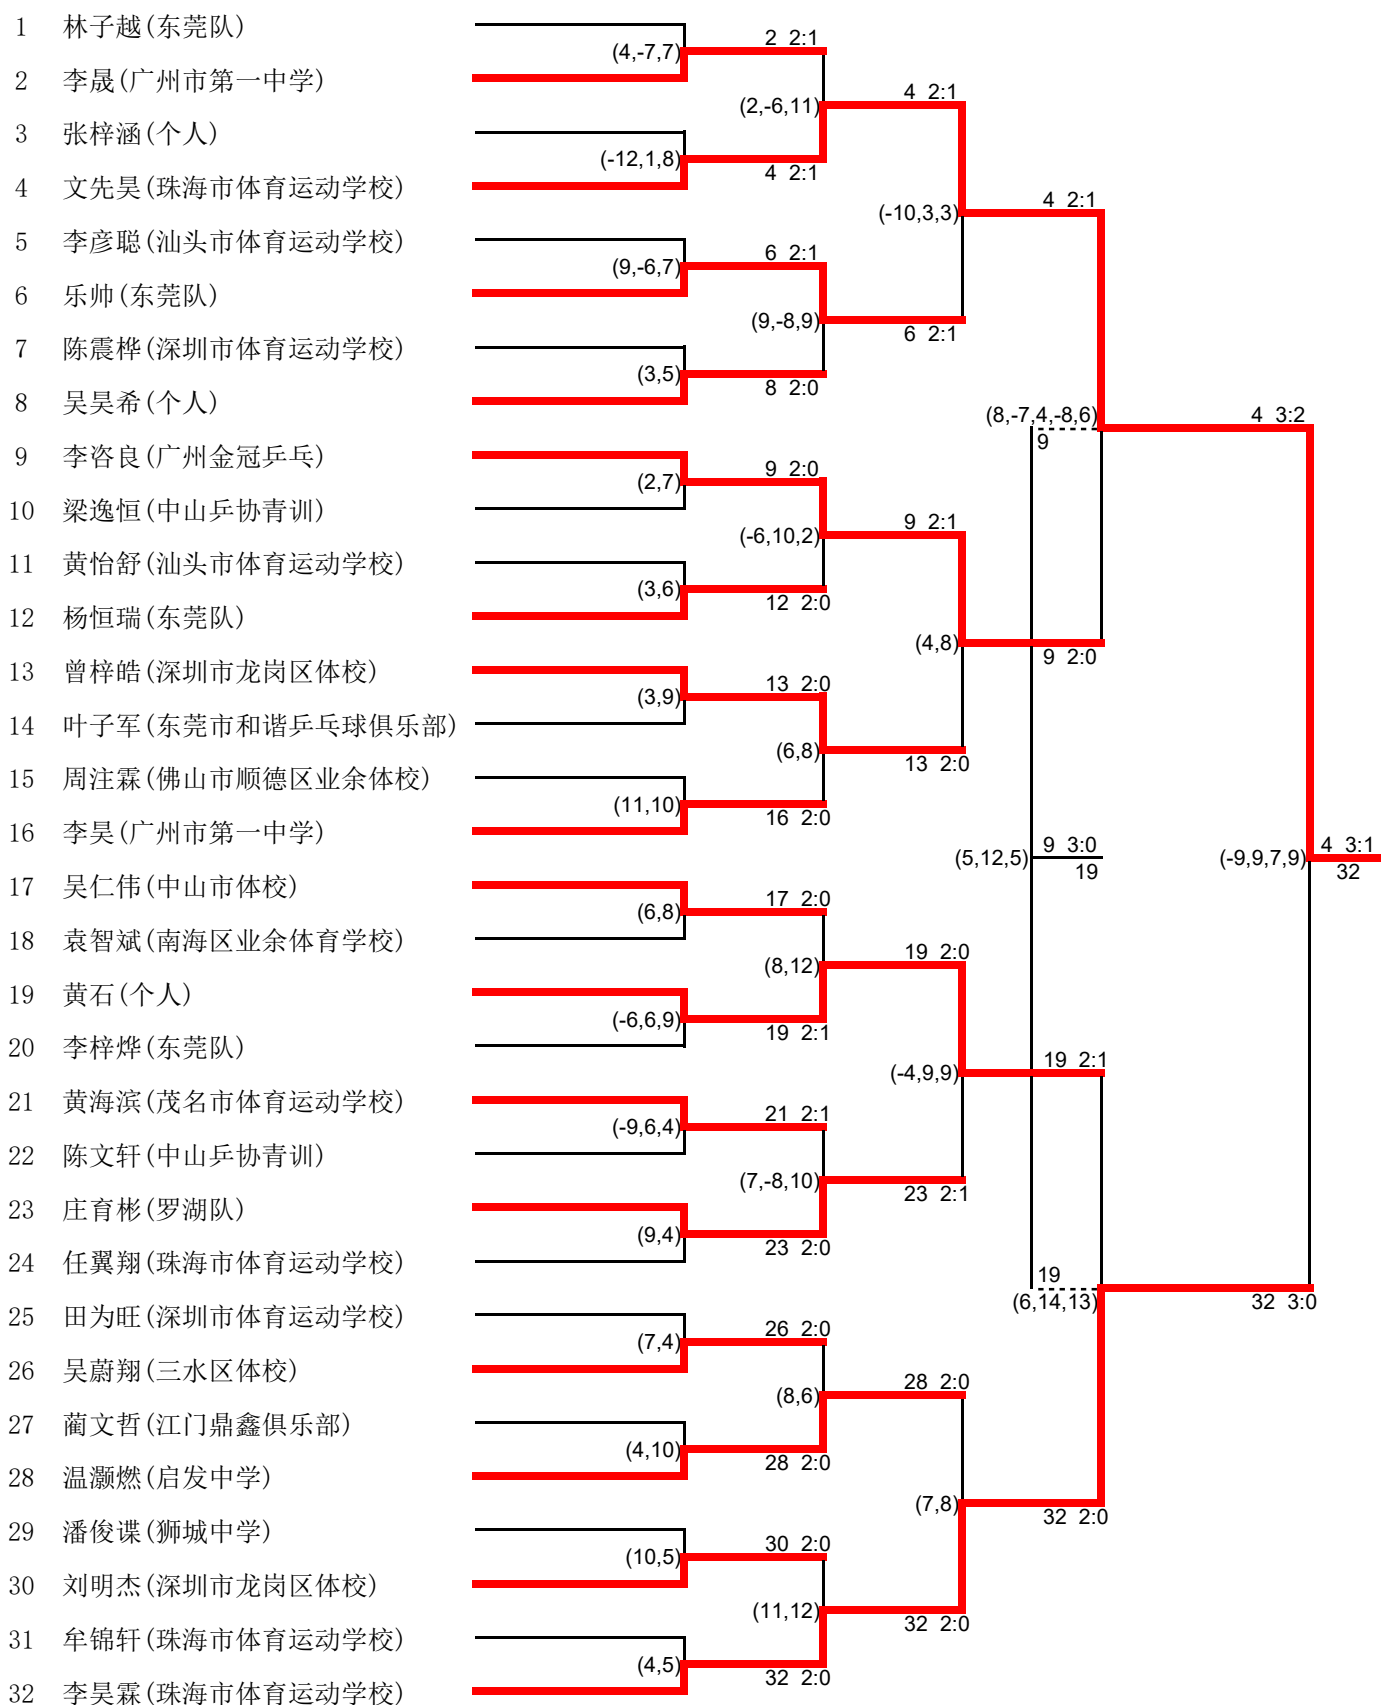 1 林子越(东莞队)
2 2:1
(4,-7,7)
2 李晟(广州市第一中学)
4 2:1
(2,-6,11)
3 张梓涵(个人)
(-12,1,8)
4 2:1
4 文先昊(珠海市体育运动学校)
4 2:1
(-10,3,3)
5 李彦聪(汕头市体育运动学校)
6 2:1
(9,-6,7)
6 乐帅(东莞队)
(9,-8,9)
6 2:1
7 陈震桦(深圳市体育运动学校)
(3,5)
8 2:0
8 吴昊希(个人)
(8,-7,4,-8,6)
4 3:2
9
9 李咨良(广州金冠乒乓)
9 2:0
(2,7)
10 梁逸恒(中山乒协青训)
9 2:1
(-6,10,2)
11 黄怡舒(汕头市体育运动学校)
(3,6)
12 2:0
12 杨恒瑞(东莞队)
(4,8)
9 2:0
13 曾梓皓(深圳市龙岗区体校)
13 2:0
(3,9)
14 叶子军(东莞市和谐乒乓球俱乐部)
(6,8)
13 2:0
15 周注霖(佛山市顺德区业余体校)
(11,10)
16 2:0
16 李昊(广州市第一中学)
9 3:0
4 3:1
(5,12,5)
(-9,9,7,9)
19
32
17 吴仁伟(中山市体校)
17 2:0
(6,8)
18 袁智斌(南海区业余体育学校)
19 2:0
(8,12)
19 黄石(个人)
(-6,6,9)
19 2:1
20 李梓烨(东莞队)
19 2:1
(-4,9,9)
21 黄海滨(茂名市体育运动学校)
21 2:1
(-9,6,4)
22 陈文轩(中山乒协青训)
(7,-8,10)
23 2:1
23 庄育彬(罗湖队)
(9,4)
23 2:0
24 任翼翔(珠海市体育运动学校)
19
(6,14,13)
32 3:0
25 田为旺(深圳市体育运动学校)
26 2:0
(7,4)
26 吴蔚翔(三水区体校)
28 2:0
(8,6)
27 蔺文哲(江门鼎鑫俱乐部)
(4,10)
28 2:0
28 温灏燃(启发中学)
(7,8)
32 2:0
29 潘俊谍(狮城中学)
30 2:0
(10,5)
30 刘明杰(深圳市龙岗区体校)
(11,12)
32 2:0
31 牟锦轩(珠海市体育运动学校)
(4,5)
32 2:0
32 李昊霖(珠海市体育运动学校)